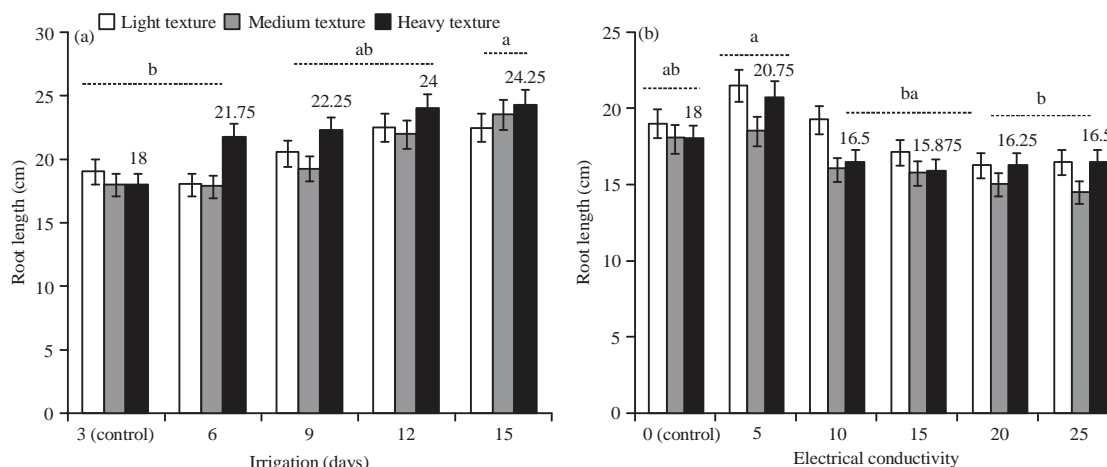 (a) Light texture Medium texture Heavy texture
Root length (cm)
30
25
20
15
10
5
0
b
ab
a
18
21.75
22.25
24
24.25
3 (control) 6 9 12 15
Irrigation (days)
(b)
Root length (cm)
25
20
15
10
5
0
ab
a
ba
b
18
20.75
16.5
15.875
16.25
16.5
0 (control) 5 10 15 20 25
Electrical conductivity